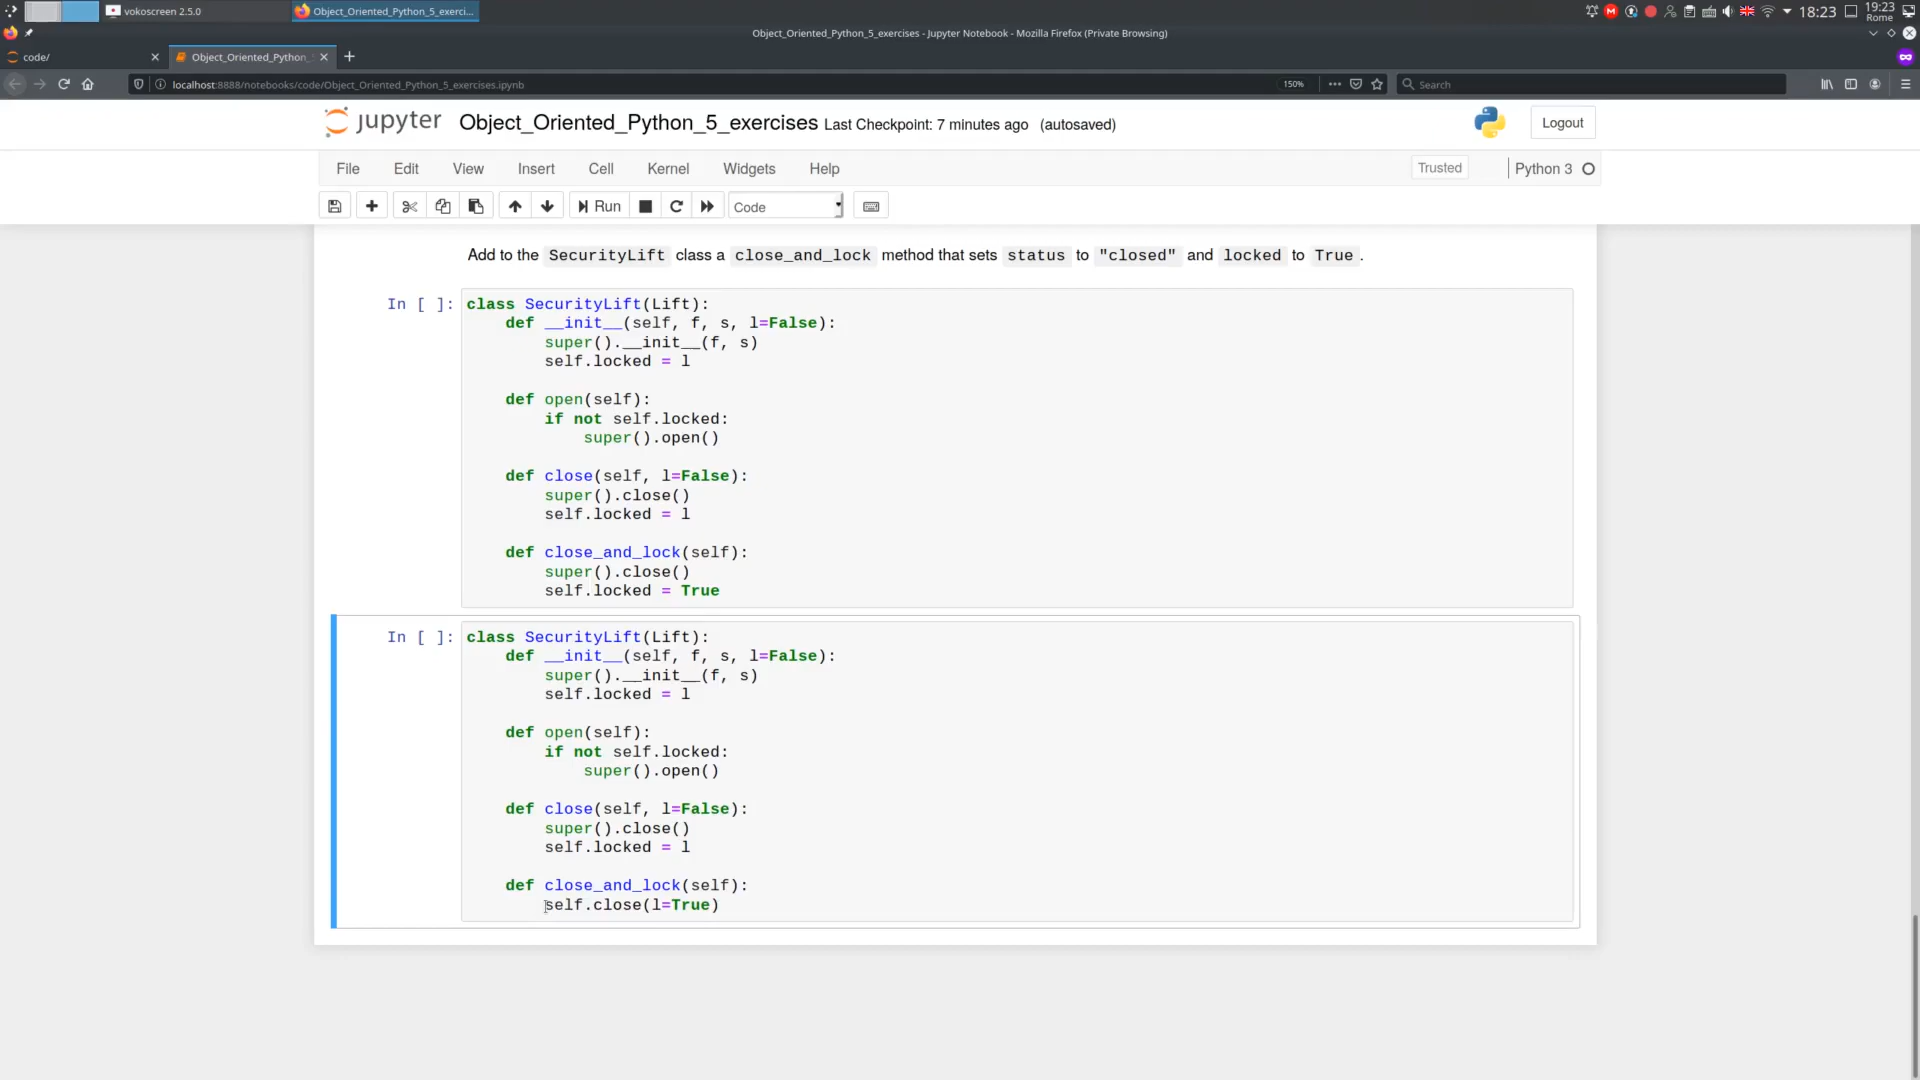 vokoscreen 2.5.0
Object_Oriented_Python_5_exerci...
18:23
19:23
Rome
Object_Oriented_Python_5_exercises - Jupyter Notebook - Mozilla Firefox (Private Browsing)
code/
Object_Oriented_Python_
localhost:8888/notebooks/code/Object_Oriented_Python_5_exercises.ipynb
150%
Search
jupyter
Object_Oriented_Python_5_exercises Last Checkpoint: 7 minutes ago (autosaved)
Logout
File Edit View Insert Cell Kernel Widgets Help
Trusted
Python 3
Run
Code
Add to the SecurityLift class a close_and_lock method that sets status to "closed" and locked to True.
In [ ]:
class SecurityLift(Lift):
    def __init__(self, f, s, l=False):
        super().__init__(f, s)
        self.locked = l
    def open(self):
        if not self.locked:
            super().open()
    def close(self, l=False):
        super().close()
        self.locked = l
    def close_and_lock(self):
        super().close()
        self.locked = True
In [ ]:
class SecurityLift(Lift):
    def __init__(self, f, s, l=False):
        super().__init__(f, s)
        self.locked = l
    def open(self):
        if not self.locked:
            super().open()
    def close(self, l=False):
        super().close()
        self.locked = l
    def close_and_lock(self):
        self.close(l=True)